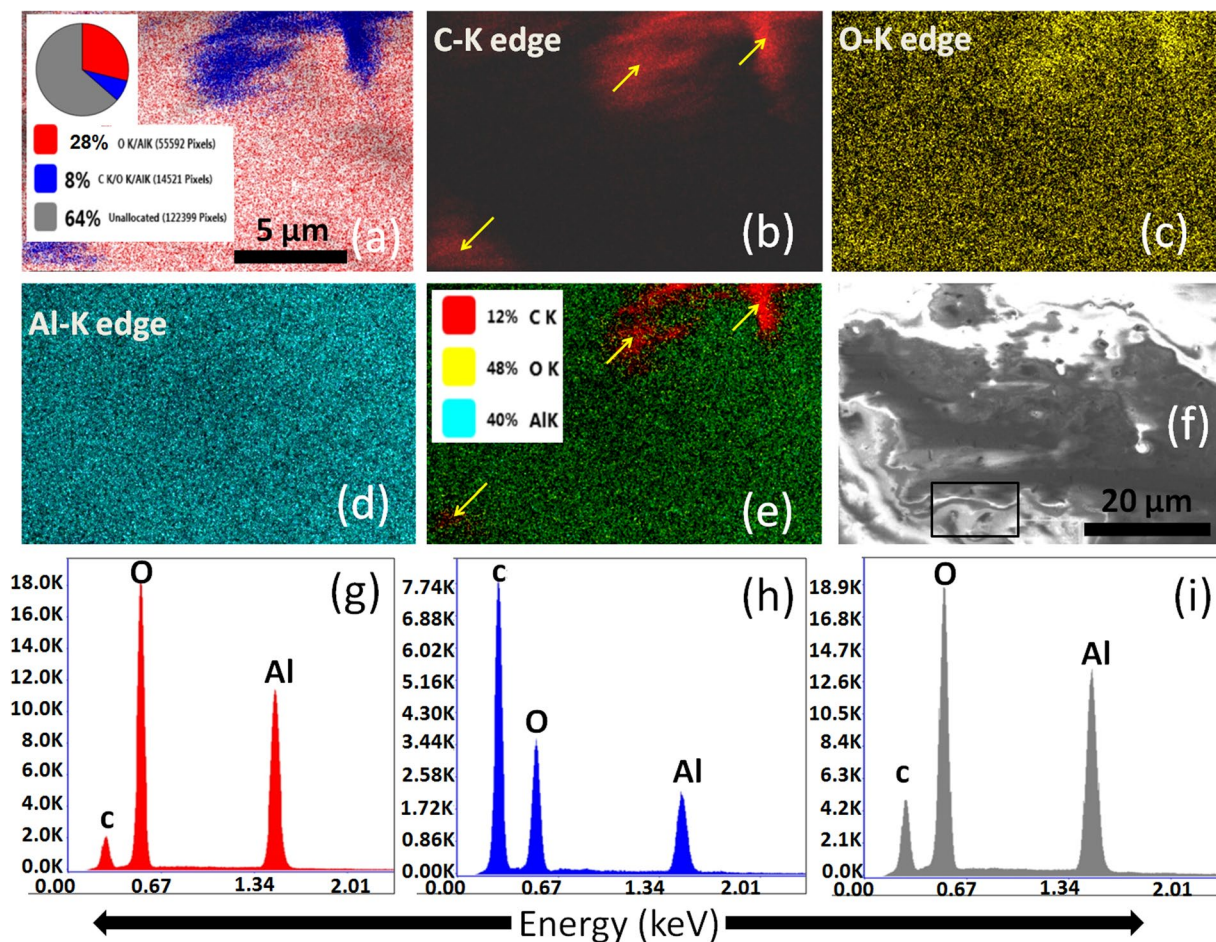 28% O K/AlK (55592 Pixels)
8% C K/O K/AlK (14521 Pixels)
64% Unallocated (122399 Pixels)
5 μm
(a)
C-K edge
(b)
O-K edge
(c)
Al-K edge
(d)
12% C K
48% O K
40% AlK
(e)
(f)
20 μm
(g)
18.0K
16.0K
14.0K
12.0K
10.0K
8.0K
6.0K
4.0K
2.0K
0.0K
c
O
Al
0.00 0.67 1.34 2.01
(h)
7.74K
6.88K
6.02K
5.16K
4.30K
3.44K
2.58K
1.72K
0.86K
0.00K
c
O
Al
0.00 0.67 1.34 2.01
(i)
18.9K
16.8K
14.7K
12.6K
10.5K
8.4K
6.3K
4.2K
2.1K
0.0K
c
O
Al
0.00 0.67 1.34 2.01
Energy (keV)